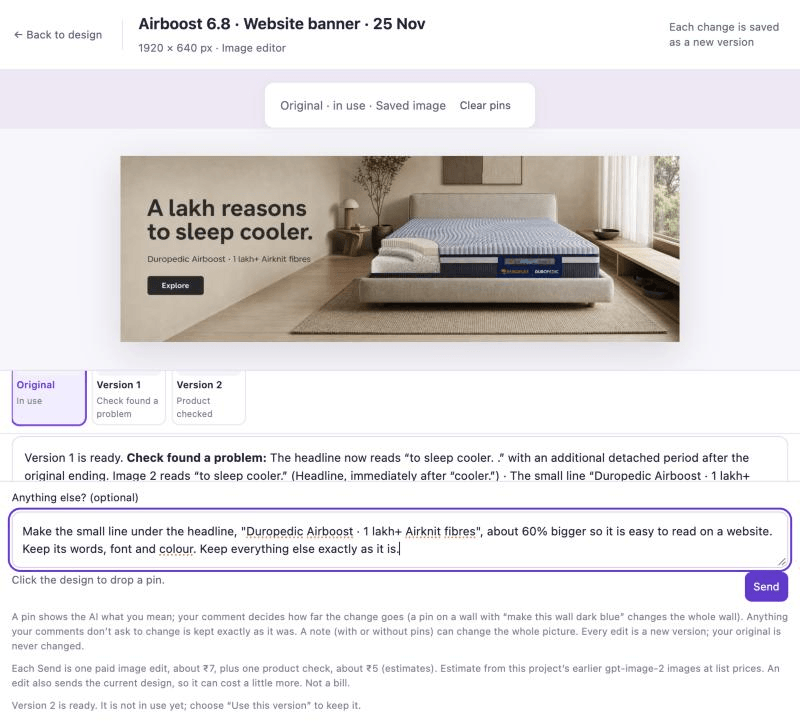 ← Back to design
Airboost 6.8 · Website banner · 25 Nov
1920 × 640 px · Image editor
Each change is saved
as a new version
Original · in use · Saved image
Clear pins
A lakh reasons
to sleep cooler.
Duropedic Airboost · 1 lakh+ Airknit fibres
Explore
DUROPEDIC
Original
In use
Version 1
Check found a
problem
Version 2
Product
checked
Version 1 is ready. Check found a problem: The headline now reads “to sleep cooler. .” with an additional detached period after the
original ending. Image 2 reads “to sleep cooler.” (Headline, immediately after “cooler.”) · The small line “Duropedic Airboost · 1 lakh+
Anything else? (optional)
Make the small line under the headline, "Duropedic Airboost · 1 lakh+ Airknit fibres", about 60% bigger so it is easy to read on a website.
Keep its words, font and colour. Keep everything else exactly as it is.
Click the design to drop a pin.
Send
A pin shows the AI what you mean; your comment decides how far the change goes (a pin on a wall with “make this wall dark blue” changes the whole wall). Anything
your comments don’t ask to change is kept exactly as it was. A note (with or without pins) can change the whole picture. Every edit is a new version; your original is
never changed.
Each Send is one paid image edit, about ₹7, plus one product check, about ₹5 (estimates). Estimate from this project’s earlier gpt-image-2 images at list prices. An
edit also sends the current design, so it can cost a little more. Not a bill.
Version 2 is ready. It is not in use yet; choose “Use this version” to keep it.